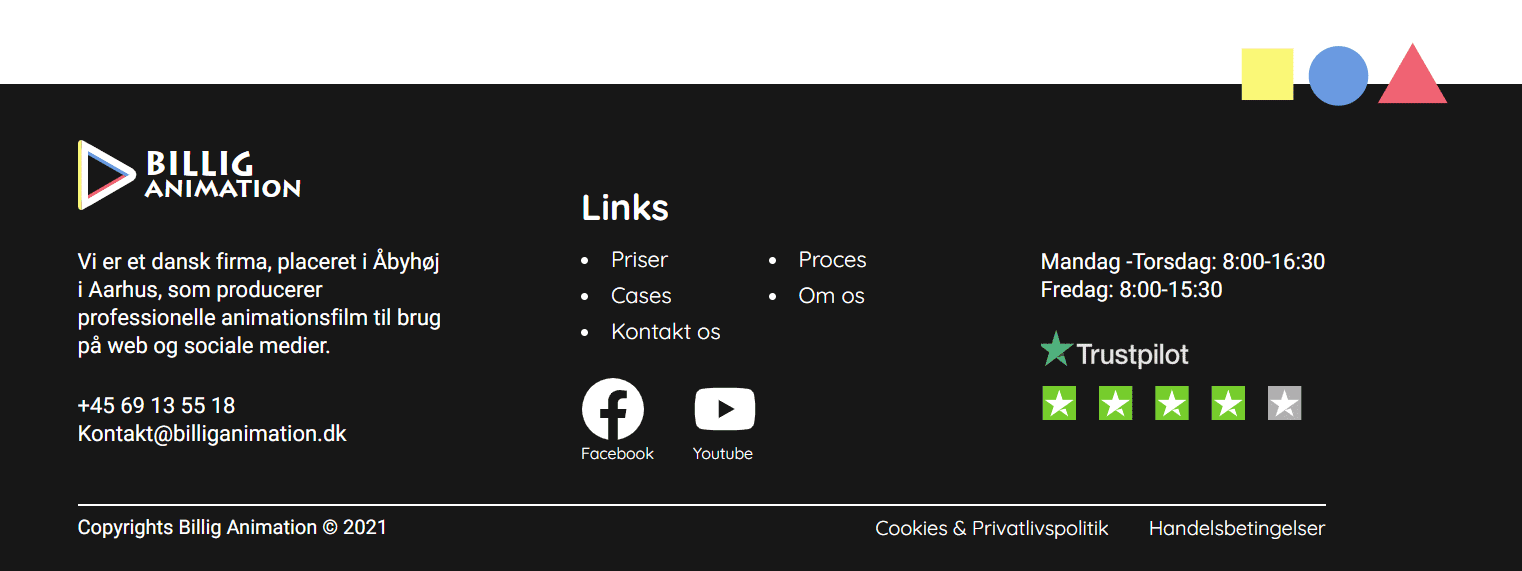 BILLIG
ANIMATION
Vi er et dansk firma, placeret i Åbyhøj
i Aarhus, som producerer
professionelle animationsfilm til brug
på web og sociale medier.
+45 69 13 55 18
Kontakt@billiganimation.dk
Links
Priser
Cases
Kontakt os
Proces
Om os
Facebook
Youtube
Mandag -Torsdag: 8:00-16:30
Fredag: 8:00-15:30
Trustpilot
Copyrights Billig Animation © 2021
Cookies & Privatlivspolitik
Handelsbetingelser